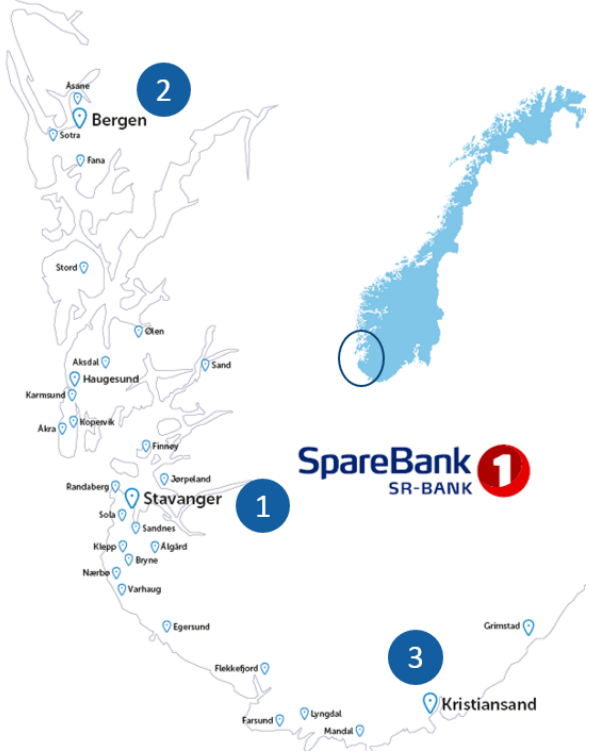 Åsane
2
Bergen
Sotra
Fana
Stord
Ølen
Aksdal
Sand
Haugesund
Karmsund
Kopervik
Åkra
Finnøy
SpareBank 1
SR-BANK
Jørpeland
Randaberg
Stavanger
1
Sola
Sandnes
Klepp
Ålgård
Bryne
Nærbø
Varhaug
Egersund
Grimstad
3
Flekkefjord
Kristiansand
Lyngdal
Farsund
Mandal